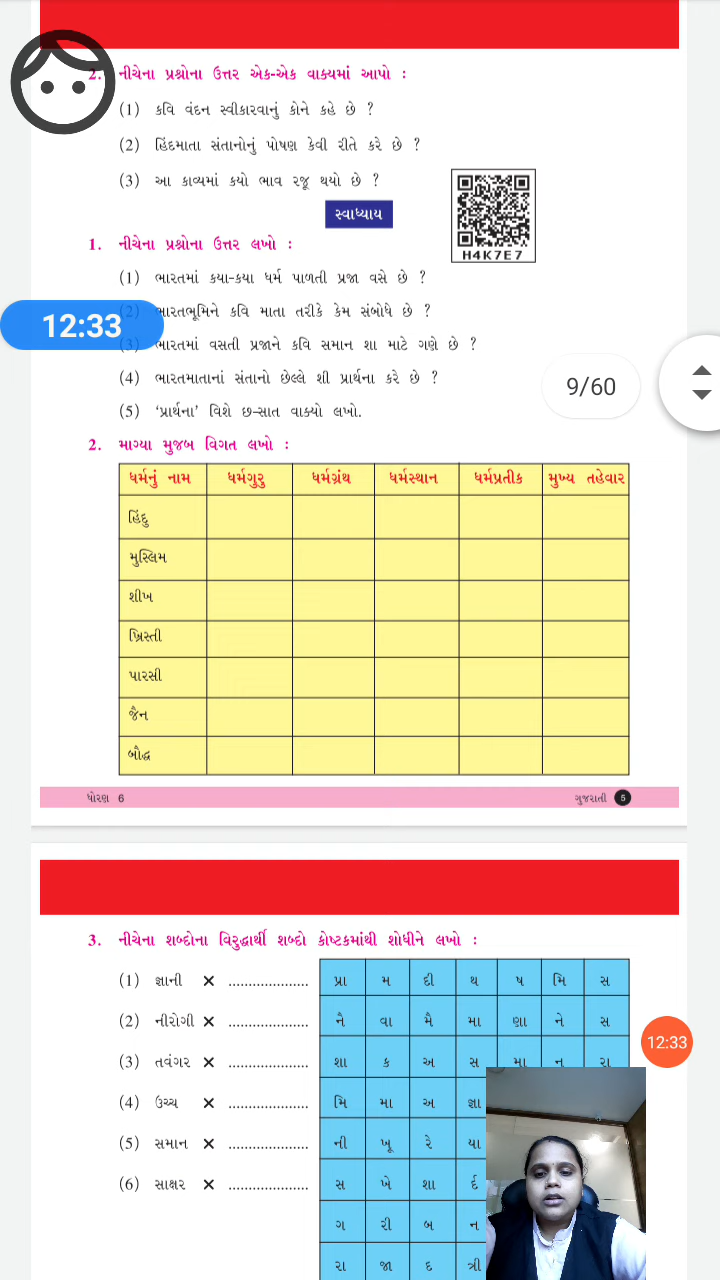 2. નીચેના પ્રશ્નોના ઉત્તર એક-એક વાક્યમાં આપો :
(1) કવિ વંદન સ્વીકારવાનું કોને કહે છે ?
(2) હિંદમાતા સંતાનોનું પોષણ કેવી રીતે કરે છે ?
(3) આ કાવ્યમાં કયો ભાવ રજૂ થયો છે ?
સ્વાધ્યાય
H4K7E7
1. નીચેના પ્રશ્નોના ઉત્તર લખો :
(1) ભારતમાં કયા-કયા ધર્મ પાળતી પ્રજા વસે છે ?
(2) ભારતભૂમિને કવિ માતા તરીકે કેમ સંબોધે છે ?
12:33
(3) ભારતમાં વસતી પ્રજાને કવિ સમાન શા માટે ગણે છે ?
(4) ભારતમાતાનાં સંતાનો છેલ્લે શી પ્રાર્થના કરે છે ?
9/60
(5) ‘પ્રાર્થના’ વિશે છ-સાત વાક્યો લખો.
2. માગ્યા મુજબ વિગત લખો :
ધર્મનું નામ ધર્મગુરુ ધર્મગ્રંથ ધર્મસ્થાન ધર્મપ્રતીક મુખ્ય તહેવાર
હિંદુ
મુસ્લિમ
શીખ
ખ્રિસ્તી
પારસી
જૈન
બૌદ્ધ
ધોરણ 6 ગુજરાતી 5
3. નીચેના શબ્દોના વિરુદ્ધાર્થી શબ્દો કોષ્ટકમાંથી શોધીને લખો :
(1) જ્ઞાની × .................... પ્રા મ દી થ ષ મિ સ
(2) નીરોગી × .................... નૈ વા મૈ મા ણા ને સ
(3) તવંગર × .................... શા ક અ સ મા ન રા
12:33
(4) ઉચ્ચ × .................... મિ મા અ જ્ઞા
(5) સમાન × .................... ની ખૂ રે યા
(6) સાક્ષર × .................... સ ખે શા ર્દ
ગ રી બ ન
રા જા દ ત્રી